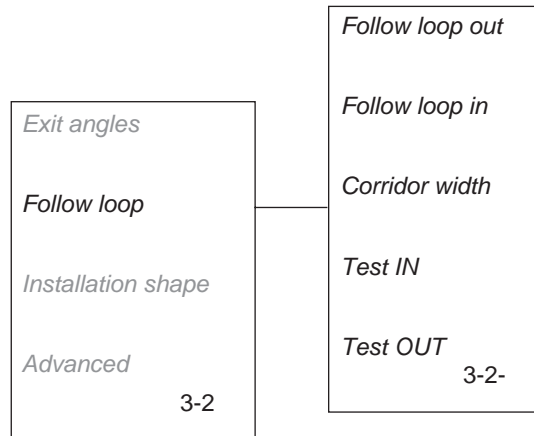 Exit angles
Follow loop
Installation shape
Advanced
3-2
Follow loop out
Follow loop in
Corridor width
Test IN
Test OUT
3-2-